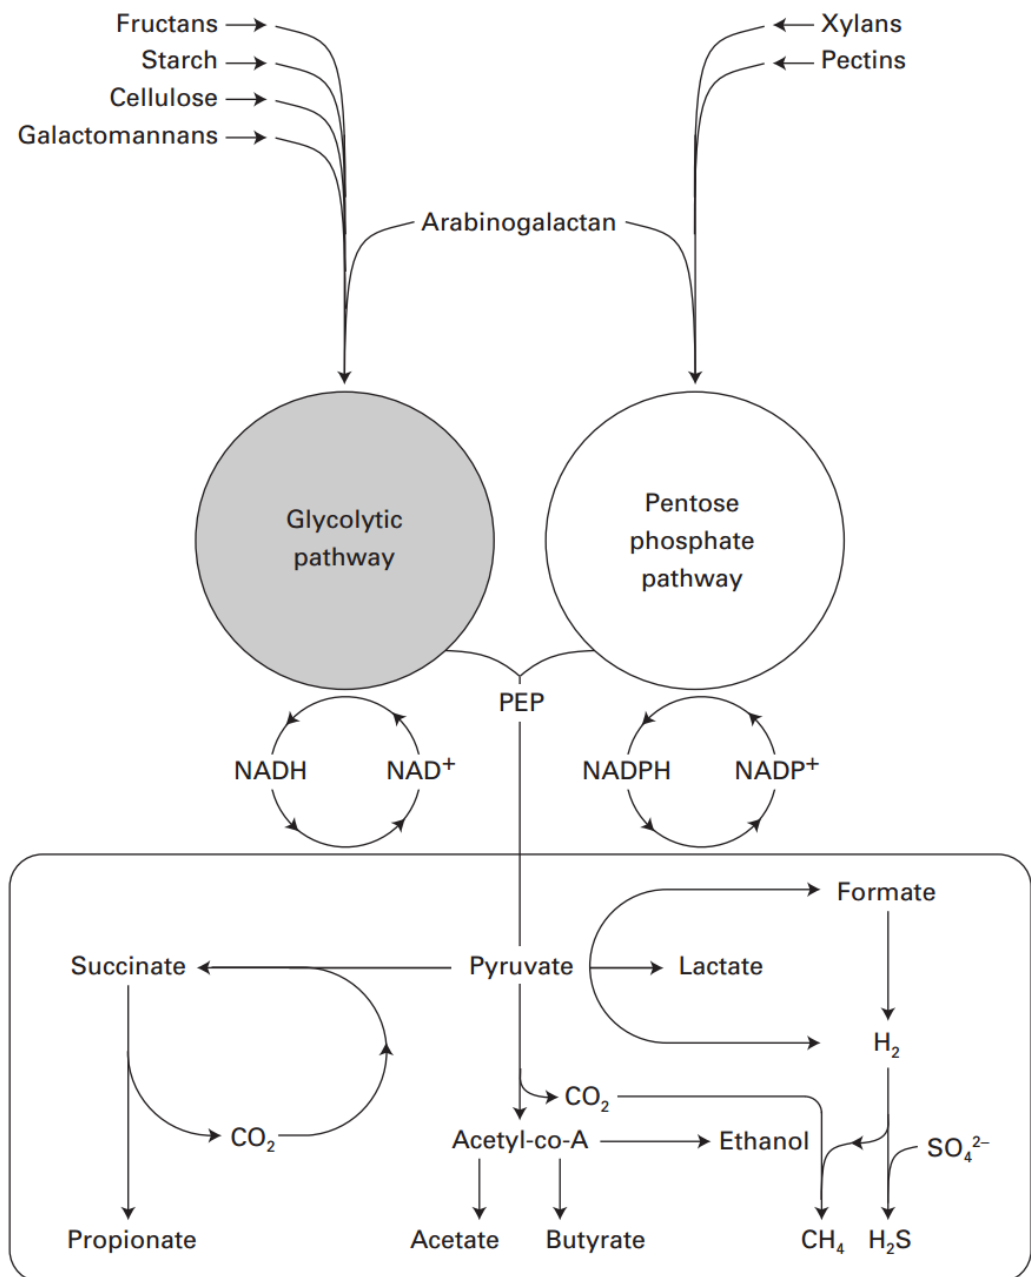 Fructans
Starch
Cellulose
Galactomannans
Xylans
Pectins
Arabinogalactan
Glycolytic
pathway
Pentose
phosphate
pathway
PEP
NADH
NAD⁺
NADPH
NADP⁺
Formate
Succinate
Pyruvate
Lactate
H₂
CO₂
CO₂
Acetyl-co-A
Ethanol
SO₄²⁻
Propionate
Acetate
Butyrate
CH₄
H₂S